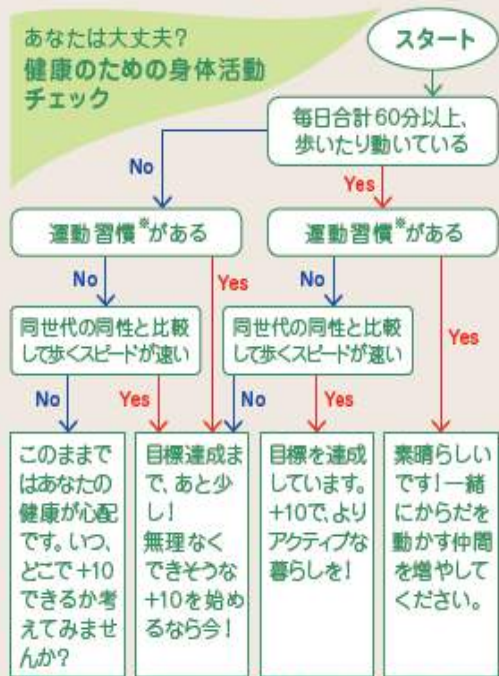 あなたは大丈夫?
健康のための身体活動
チェック
スタート
毎日合計60分以上、
歩いたり動いている
No
Yes
運動習慣※がある
運動習慣※がある
No
Yes
No
Yes
同世代の同性と比較
して歩くスピードが速い
同世代の同性と比較
して歩くスピードが速い
No
Yes
No
Yes
このままで
はあなたの
健康が心配
です。いつ、
どこで+10
できるか考
えてみませ
んか?
目標達成ま
で、あと少
し!
無理なく
できそうな
+10を始め
るなら今!
目標を達成
しています。
+10で、より
アクティブな
暮らしを!
素晴らしい
です!一緒
にからだを
動かす仲間
を増やして
ください。